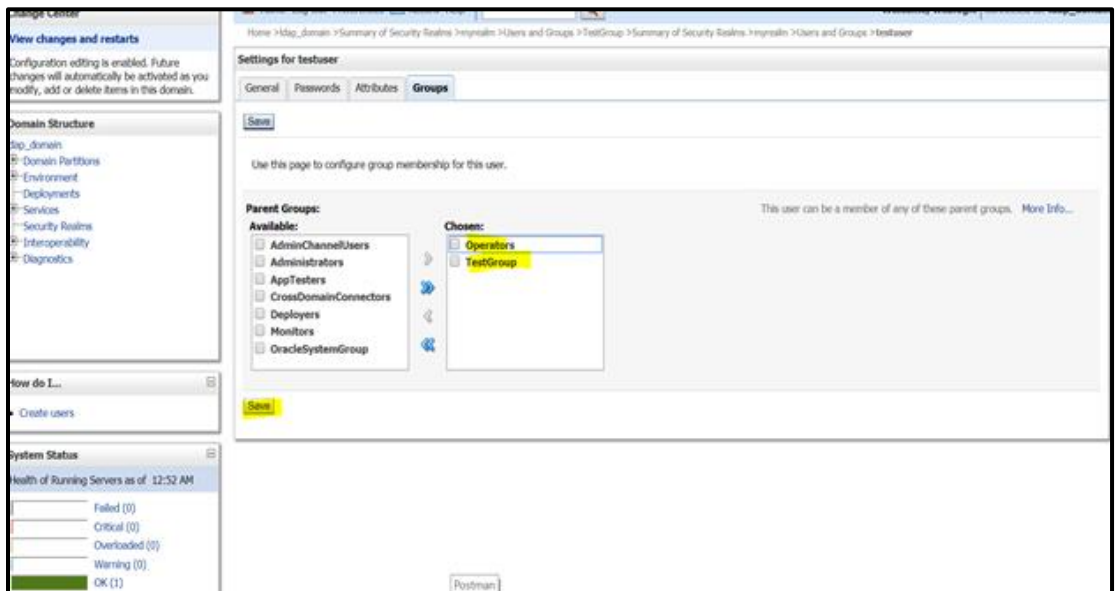 Change Center
View changes and restarts
Configuration editing is enabled. Future
changes will automatically be activated as you
modify, add or delete items in this domain.
Domain Structure
ldap_domain
Domain Partitions
Environment
Deployments
Services
Security Realms
Interoperability
Diagnostics
How do I...
Create users
System Status
Health of Running Servers as of 12:52 AM
Failed (0)
Critical (0)
Overloaded (0)
Warning (0)
OK (1)
Home >ldap_domain >Summary of Security Realms >myrealm >Users and Groups >TestGroup >Summary of Security Realms >myrealm >Users and Groups >testuser
Settings for testuser
General Passwords Attributes Groups
Save
Use this page to configure group membership for this user.
Parent Groups:
This user can be a member of any of these parent groups. More Info...
Available:
AdminChannelUsers
Administrators
AppTesters
CrossDomainConnectors
Deployers
Monitors
OracleSystemGroup
Chosen:
Operators
TestGroup
Save
Postman